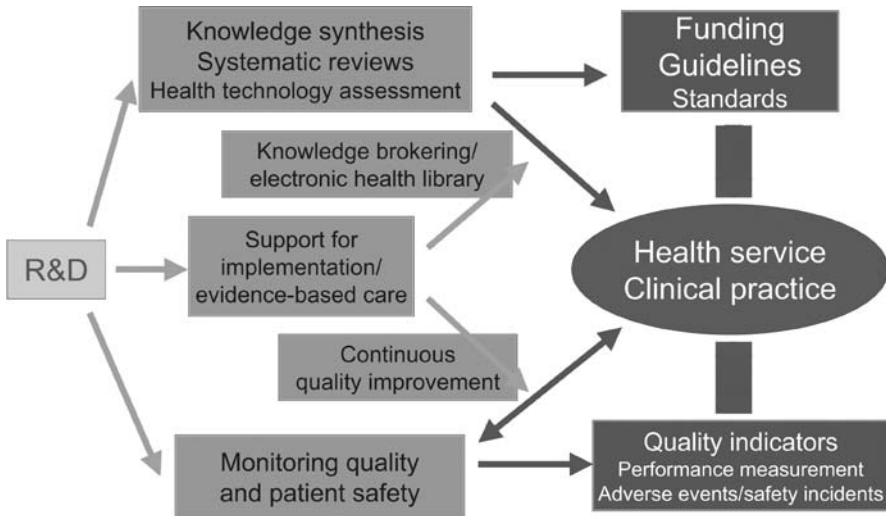 Knowledge synthesis
Systematic reviews
Health technology assessment
Funding
Guidelines
Standards
Knowledge brokering/
electronic health library
R&D
Support for
implementation/
evidence-based care
Health service
Clinical practice
Continuous
quality improvement
Monitoring quality
and patient safety
Quality indicators
Performance measurement
Adverse events/safety incidents